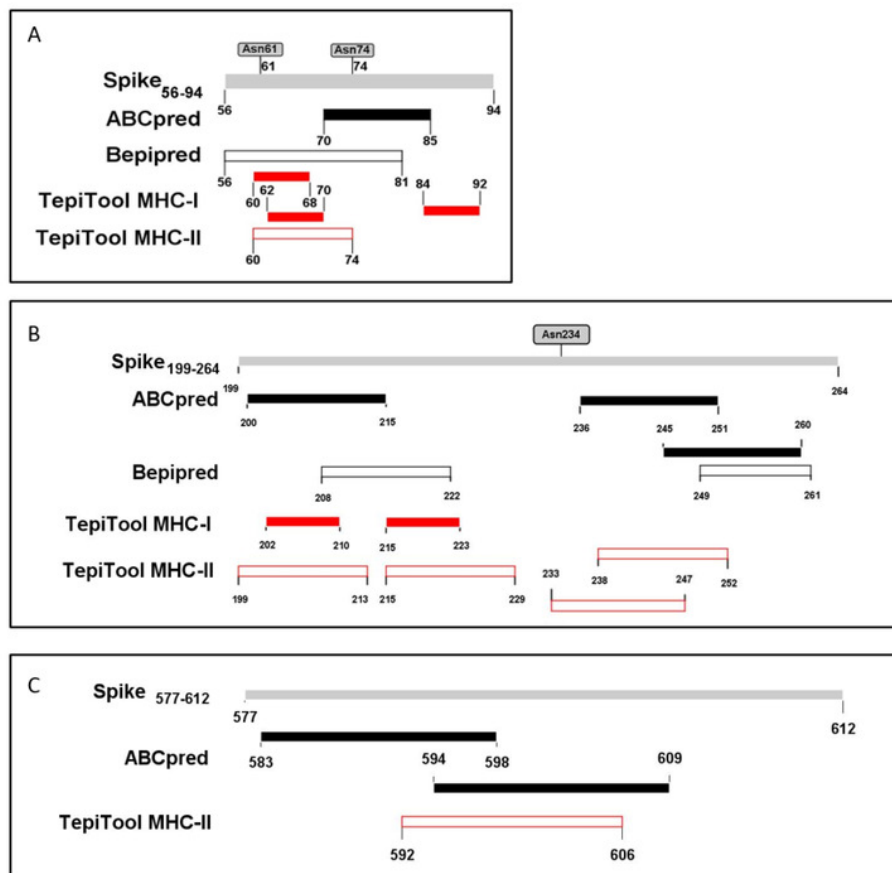 A
Asn61 Asn74
61 74
Spike56-94
56 94
ABCpred
70 85
Bepipred
56 81
84 92
60 62 68 70
TepiTool MHC-I
TepiTool MHC-II
60 74
B
Asn234
Spike199-264
199 264
ABCpred
200 215 236 245 251 260
Bepipred
208 222 249 261
TepiTool MHC-I
202 210 215 223
TepiTool MHC-II
233 238 247 252
199 213 215 229
C
Spike 577-612
577 612
ABCpred
583 594 598 609
TepiTool MHC-II
592 606